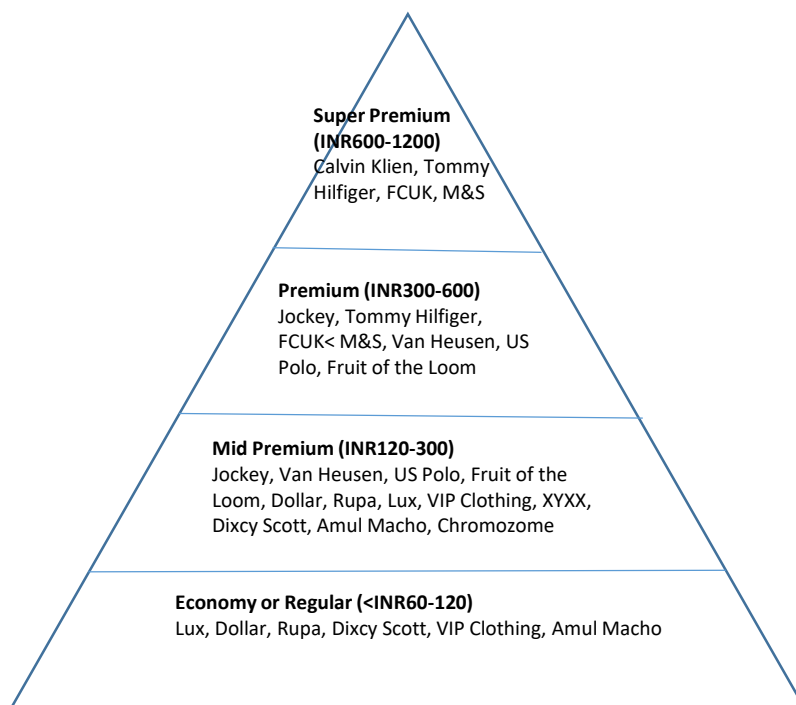 Super Premium
(INR600-1200)
Calvin Klien, Tommy
Hilfiger, FCUK, M&S
Premium (INR300-600)
Jockey, Tommy Hilfiger,
FCUK< M&S, Van Heusen, US
Polo, Fruit of the Loom
Mid Premium (INR120-300)
Jockey, Van Heusen, US Polo, Fruit of the
Loom, Dollar, Rupa, Lux, VIP Clothing, XYXX,
Dixcy Scott, Amul Macho, Chromozome
Economy or Regular (<INR60-120)
Lux, Dollar, Rupa, Dixcy Scott, VIP Clothing, Amul Macho